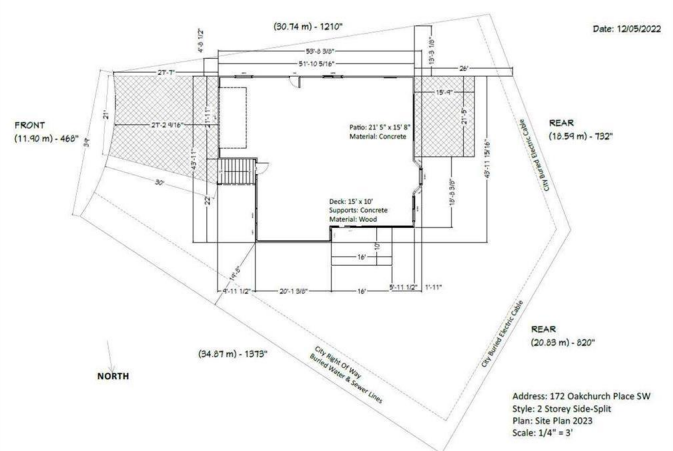 (30.74 m) - 1210"
Date: 12/05/2022
4'-8 1/2"
53'-8 3/8"
51'-10 5/16"
13'-3 1/8"
26'
27'-7"
15'-9"
FRONT
(11.90 m) - 468"
39'
21'
27'-2 9/16"
21'-11"
43'-11"
30'
22'
Patio: 21' 5" x 15' 8"
Material: Concrete
21'-5"
REAR
(18.59 m) - 732"
City Buried Electric Cable
43'-11 15/16"
18'-8 3/8"
Deck: 15' x 10'
Supports: Concrete
Material: Wood
10'
16'
14'-8"
9'-11 1/2"
20'-1 3/8"
16'
5'-11 1/2"
1'-11"
City Buried Electric Cable
REAR
(20.83 m) - 820"
(34.87 m) - 1373"
City Right Of Way
Buried Water & Sewer Lines
NORTH
Address: 172 Oakchurch Place SW
Style: 2 Storey Side-Split
Plan: Site Plan 2023
Scale: 1/4" = 3'